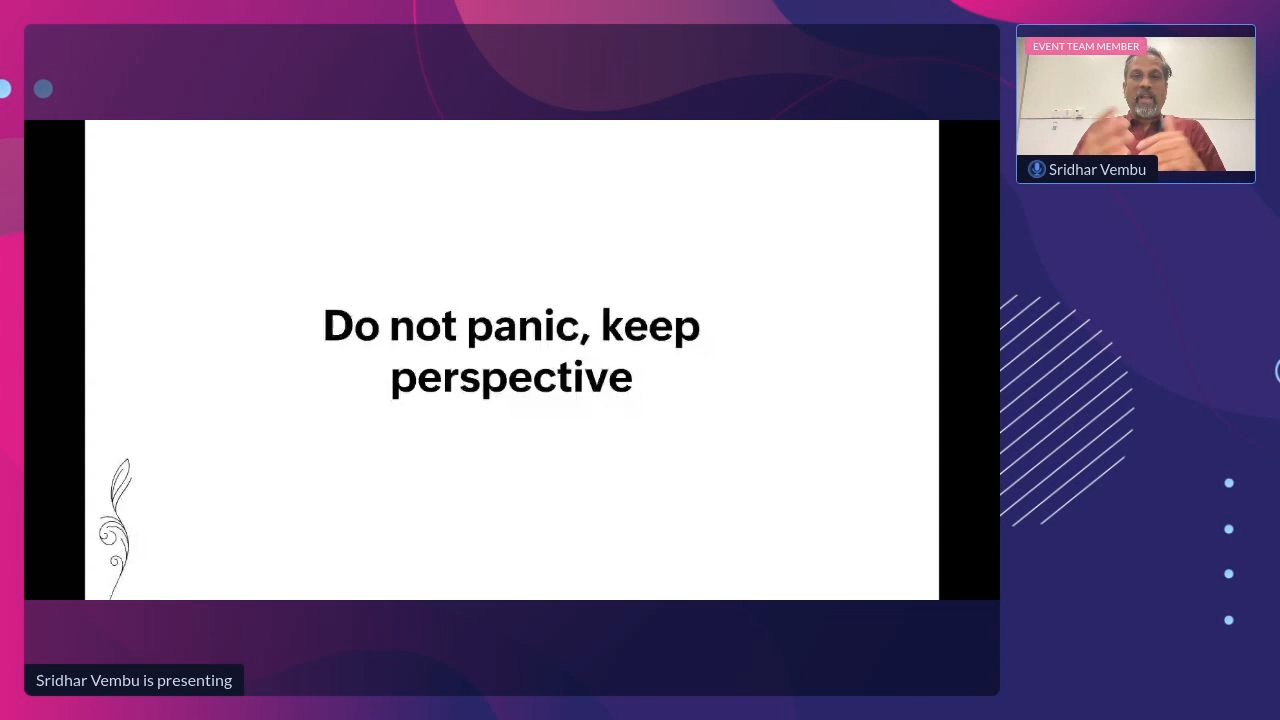 EVENT TEAM MEMBER
Sridhar Vembu
Do not panic, keep
perspective
Sridhar Vembu is presenting